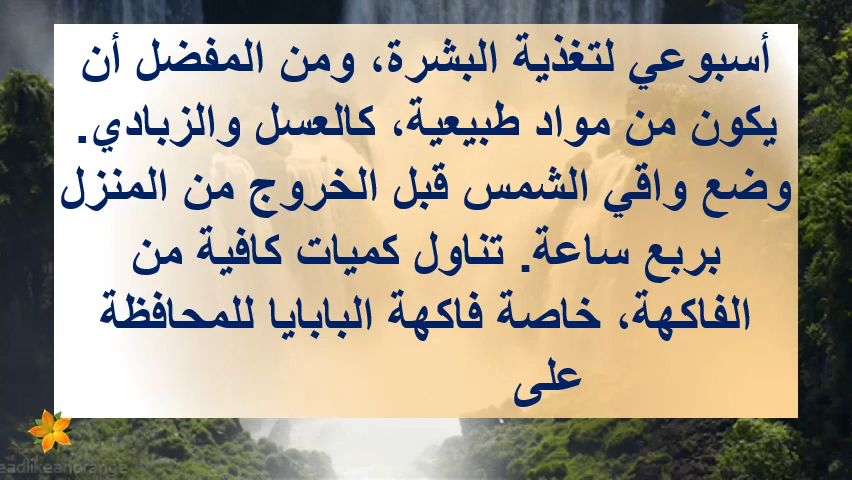 أسبوعي لتغذية البشرة، ومن المفضل أن
يكون من مواد طبيعية، كالعسل والزبادي.
وضع واقي الشمس قبل الخروج من المنزل
بربع ساعة. تناول كميات كافية من
الفاكهة، خاصة فاكهة البابايا للمحافظة
على
eadlikeanorange